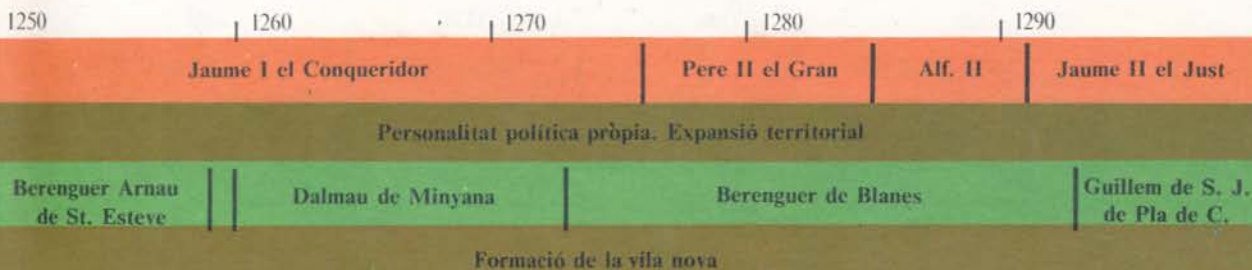 1250 1260 1270 1280 1290
Jaume I el Conqueridor Pere II el Gran Alf. II Jaume II el Just
Personalitat política pròpia. Expansió territorial
Berenguer Arnau
de St. Esteve
Dalmau de Minyana
Berenguer de Blanes
Guillem de S. J.
de Pla de C.
Formació de la vila nova